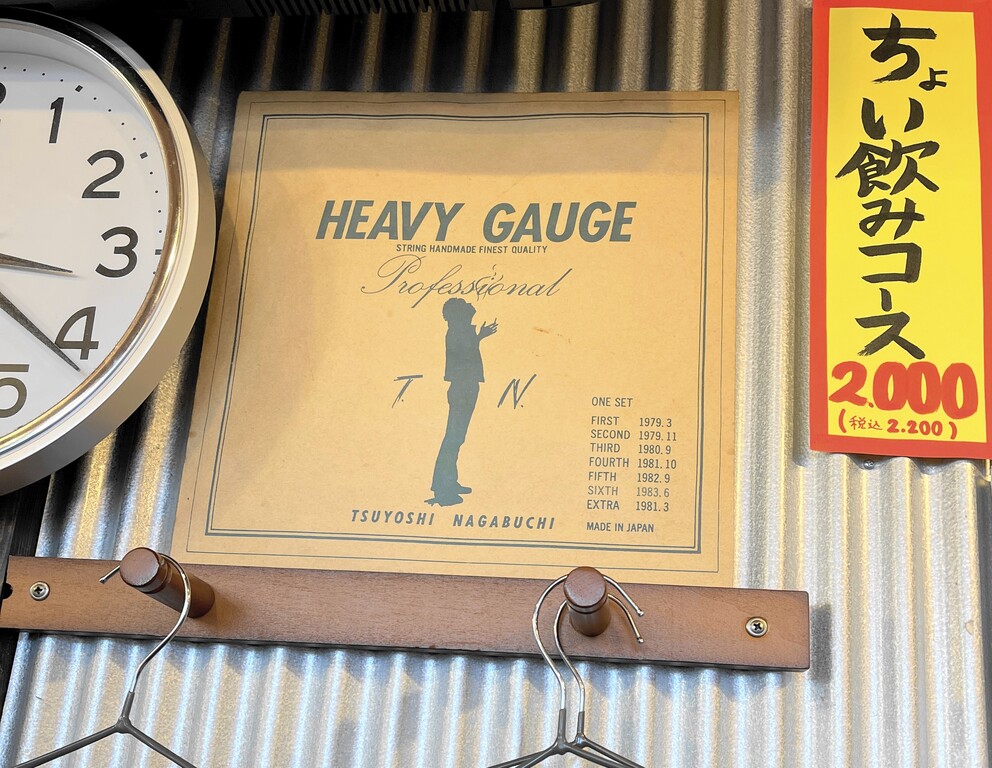 1
2
3
4
5
HEAVY GAUGE
STRING HANDMADE FINEST QUALITY
Professional
T. N.
ONE SET
FIRST 1979.3
SECOND 1979.11
THIRD 1980.9
FOURTH 1981.10
FIFTH 1982.9
SIXTH 1983.6
EXTRA 1981.3
MADE IN JAPAN
TSUYOSHI NAGABUCHI
ちょい飲みコース
2.000
(税込 2.200)